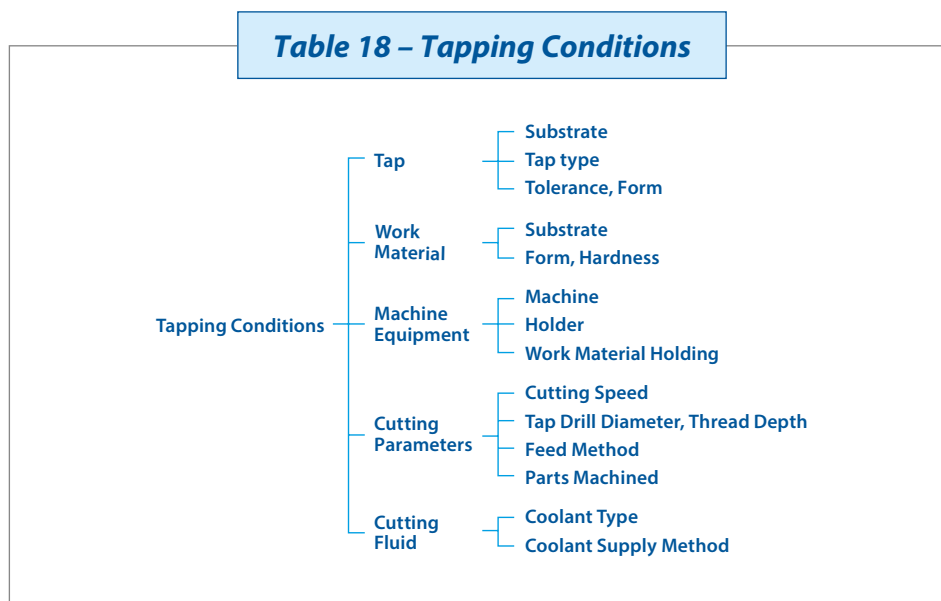 Table 18 – Tapping Conditions
Tapping Conditions
Tap
Substrate
Tap type
Tolerance, Form
Work
Material
Substrate
Form, Hardness
Machine
Equipment
Machine
Holder
Work Material Holding
Cutting
Parameters
Cutting Speed
Tap Drill Diameter, Thread Depth
Feed Method
Parts Machined
Cutting
Fluid
Coolant Type
Coolant Supply Method